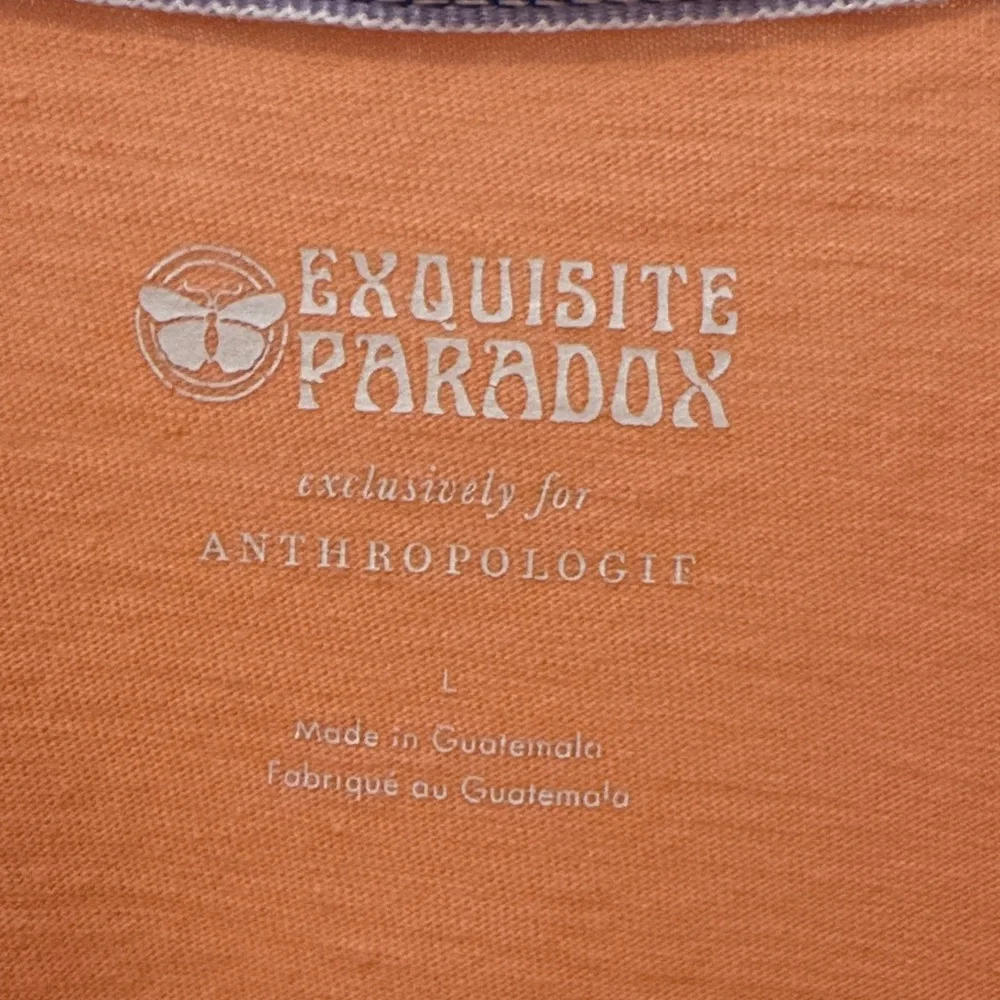 EXQUISITE
PARADOX
exclusively for
ANTHROPOLOGIE
L
Made in Guatemala
Fabriqué au Guatemala